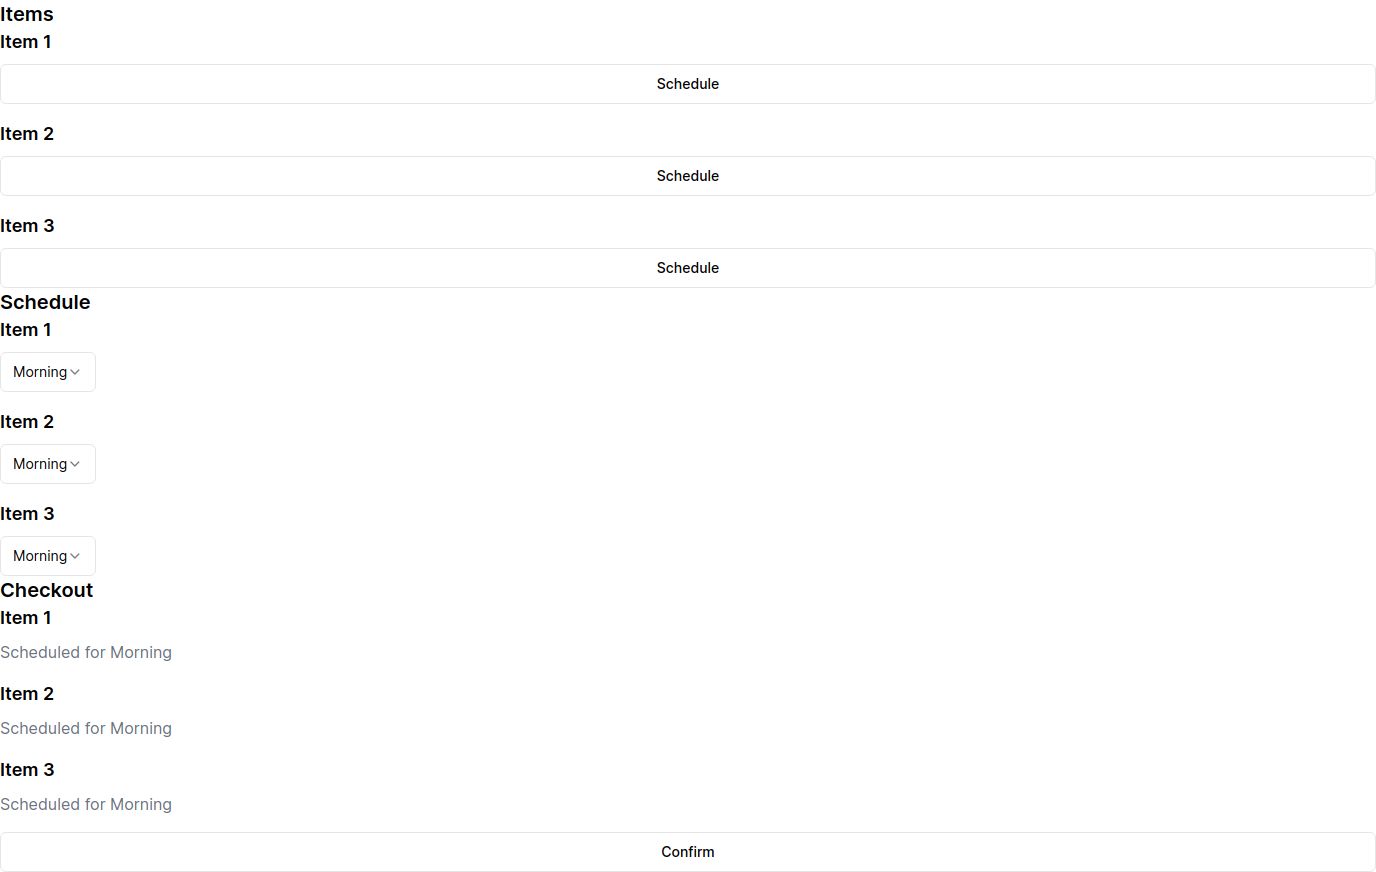 Items
Item 1
Schedule
Item 2
Schedule
Item 3
Schedule
Schedule
Item 1
Morning
Item 2
Morning
Item 3
Morning
Checkout
Item 1
Scheduled for Morning
Item 2
Scheduled for Morning
Item 3
Scheduled for Morning
Confirm